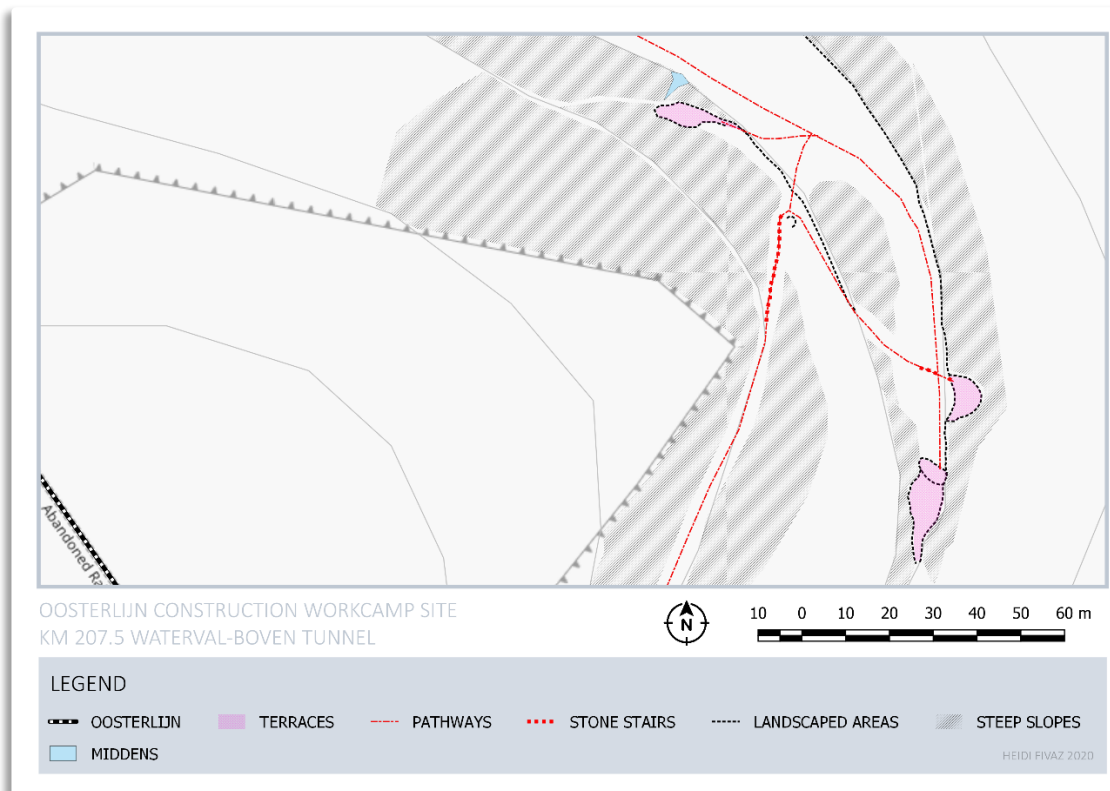 Abandoned Ra
OOSTERLIJN CONSTRUCTION WORKCAMP SITE
KM 207.5 WATERVAL-BOVEN TUNNEL
N
10 0 10 20 30 40 50 60 m
LEGEND
OOSTERLIJN TERRACES PATHWAYS STONE STAIRS LANDSCAPED AREAS STEEP SLOPES
MIDDENS
HEIDI FIVAZ 2020